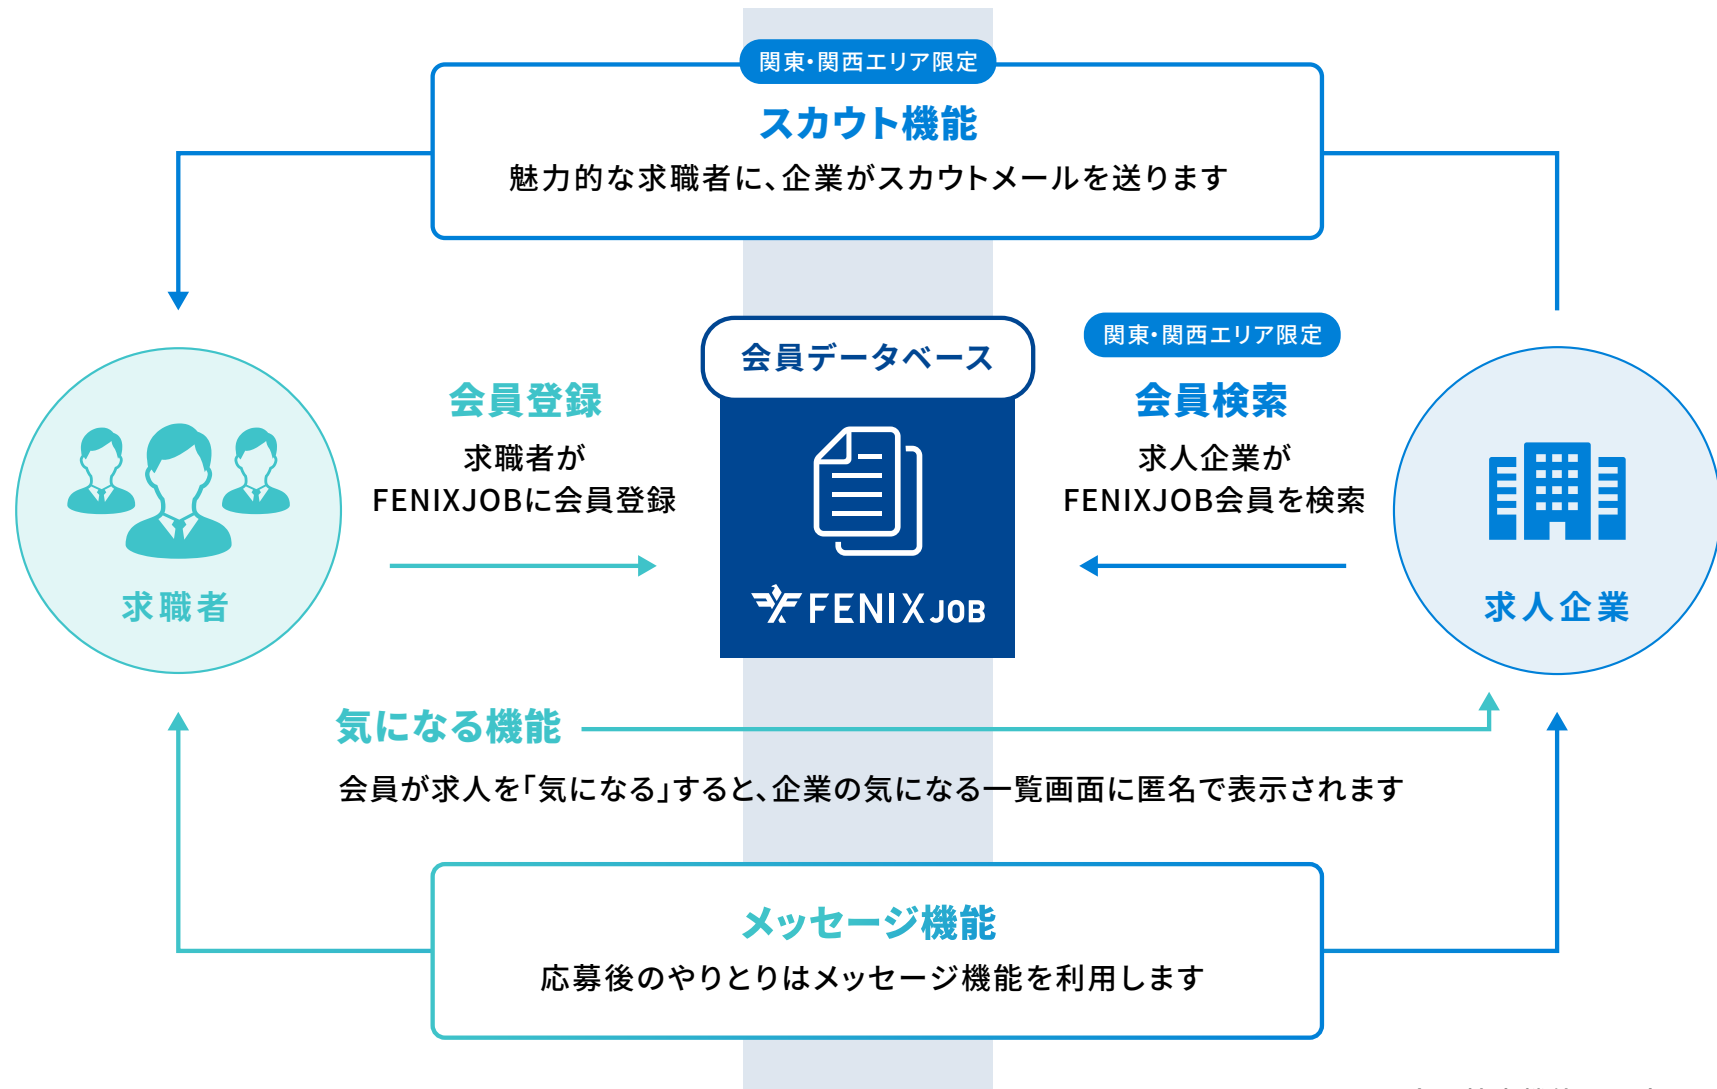 関東・関西エリア限定
スカウト機能
魅力的な求職者に、企業がスカウトメールを送ります
会員データベース
関東・関西エリア限定
会員登録
求職者が
FENIXJOBに会員登録
会員検索
求人企業が
FENIXJOB会員を検索
FENIX JOB
求職者
求人企業
気になる機能
会員が求人を「気になる」すると、企業の気になる一覧画面に匿名で表示されます
メッセージ機能
応募後のやりとりはメッセージ機能を利用します